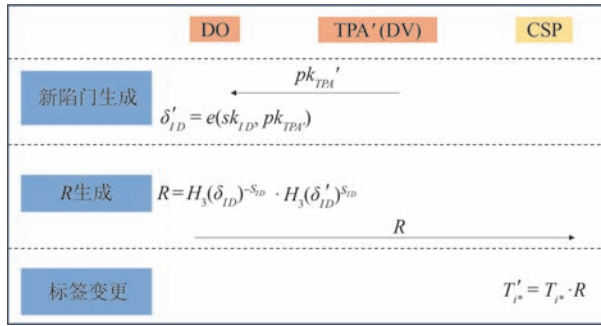 DO TPA′(DV) CSP
pk_{TPA}′
新陷门生成
δ′_{ID} = e(sk_{ID}, pk_{TPA′})
R生成 R = H_3(δ_{ID})^{-S_{ID}} · H_3(δ′_{ID})^{S_{ID}}
R
标签变更 T′_{i*} = T_{i*} · R